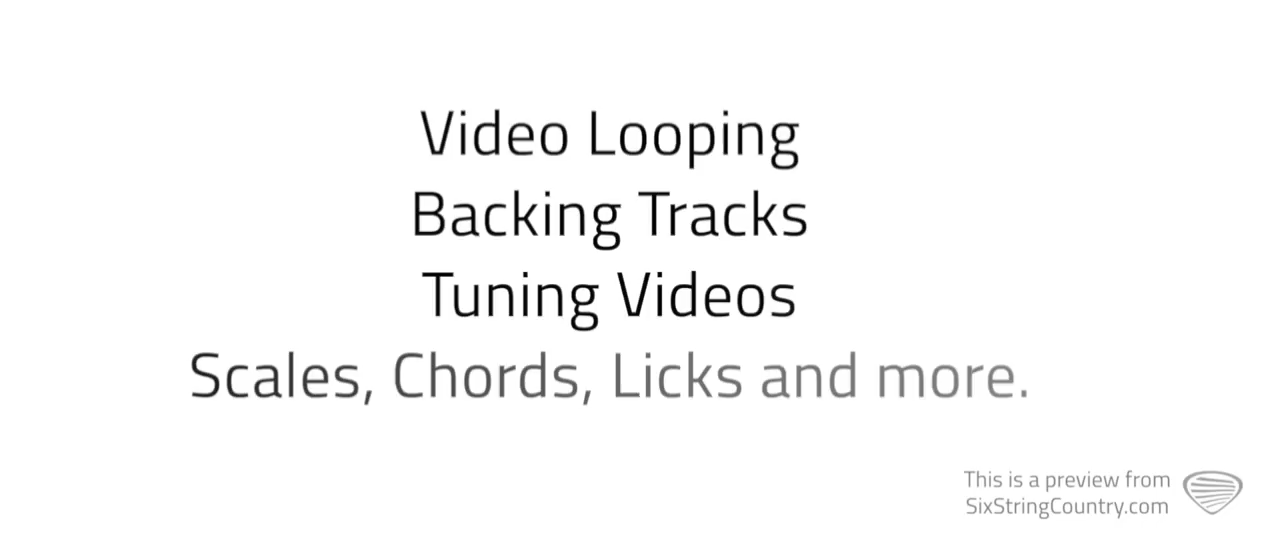 Video Looping
Backing Tracks
Tuning Videos
Scales, Chords, Licks and more.
This is a preview from
SixStringCountry.com